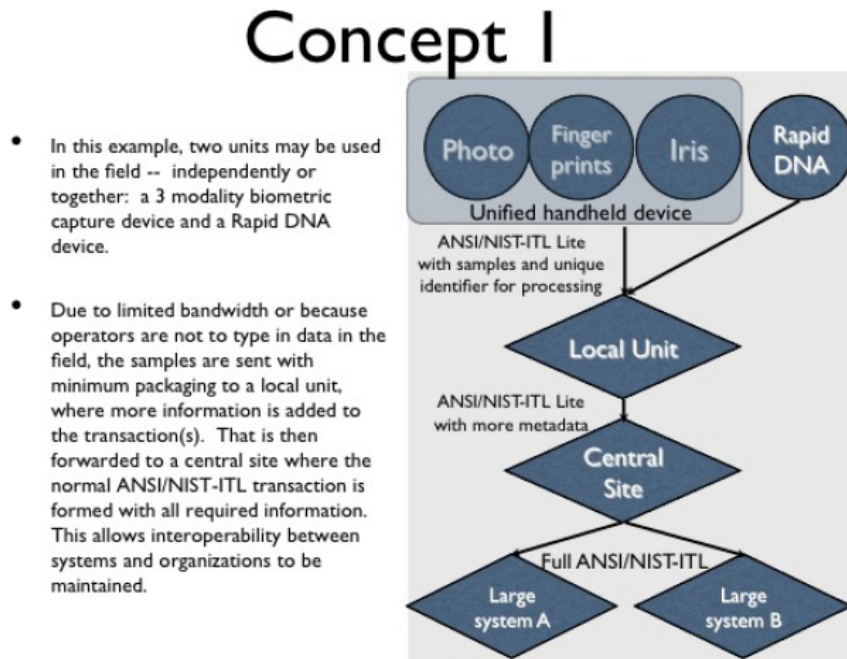 Concept 1
• In this example, two units may be used
in the field -- independently or
together: a 3 modality biometric
capture device and a Rapid DNA
device.
• Due to limited bandwidth or because
operators are not to type in data in the
field, the samples are sent with
minimum packaging to a local unit,
where more information is added to
the transaction(s). That is then
forwarded to a central site where the
normal ANSI/NIST-ITL transaction is
formed with all required information.
This allows interoperability between
systems and organizations to be
maintained.
Photo
Finger
prints
Iris
Rapid
DNA
Unified handheld device
ANSI/NIST-ITL Lite
with samples and unique
identifier for processing
Local Unit
ANSI/NIST-ITL Lite
with more metadata
Central
Site
Full ANSI/NIST-ITL
Large
system A
Large
system B